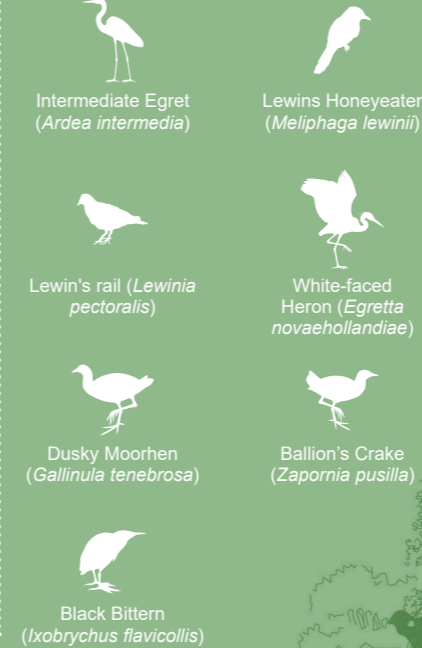 Intermediate Egret
(Ardea intermedia)
Lewins Honeyeater
(Meliphaga lewinii)
Lewin's rail (Lewinia
pectoralis)
White-faced
Heron (Egretta
novaehollandiae)
Dusky Moorhen
(Gallinula tenebrosa)
Ballion’s Crake
(Zapornia pusilla)
Black Bittern
(Ixobrychus flavicollis)